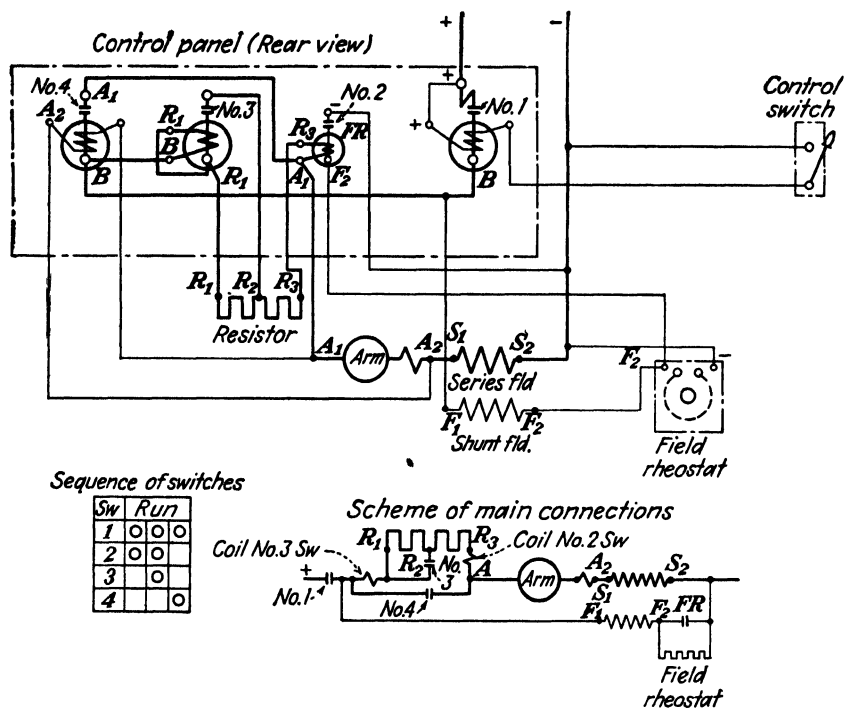 Control panel (Rear view)
+
−
No.4
A1
A2
B
R1
B
No.3
R1
−
No.2
R3
FR
A1
F2
+
+
No.1
B
Control
switch
R1 R2 R3
Resistor
A1
Arm
A2
S1
S2
Series fld
F1
F2
Shunt fld.
F2
−
Field
rheostat
Sequence of switches
Sw Run
1
2
3
4
Scheme of main connections
Coil No.3 Sw
R1
R3
Coil No.2 Sw
R2
No.
3
A
+
No.1
No.4
Arm
A2
S1
S2
F1
F2
FR
Field
rheostat